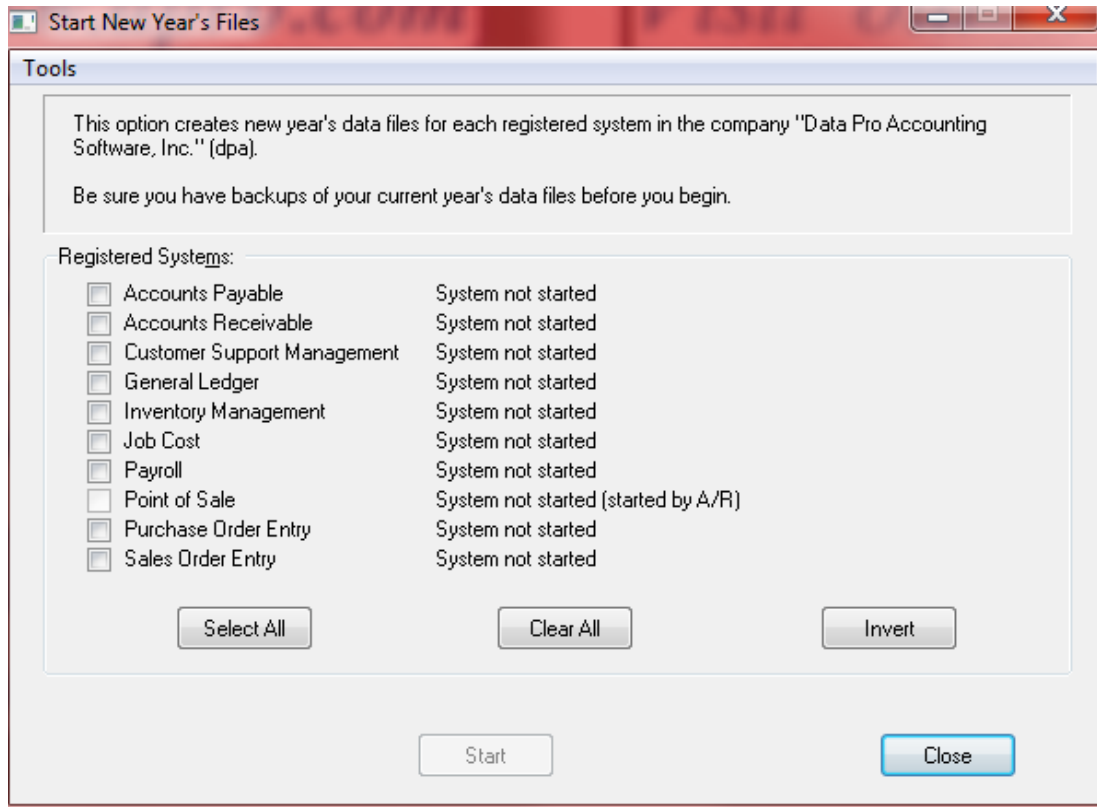 .com Visit
Start New Year's Files
Tools
This option creates new year's data files for each registered system in the company "Data Pro Accounting
Software, Inc." (dpa).
Be sure you have backups of your current year's data files before you begin.
Registered Systems:
Accounts Payable System not started
Accounts Receivable System not started
Customer Support Management System not started
General Ledger System not started
Inventory Management System not started
Job Cost System not started
Payroll System not started
Point of Sale System not started (started by A/R)
Purchase Order Entry System not started
Sales Order Entry System not started
Select All Clear All Invert
Start Close